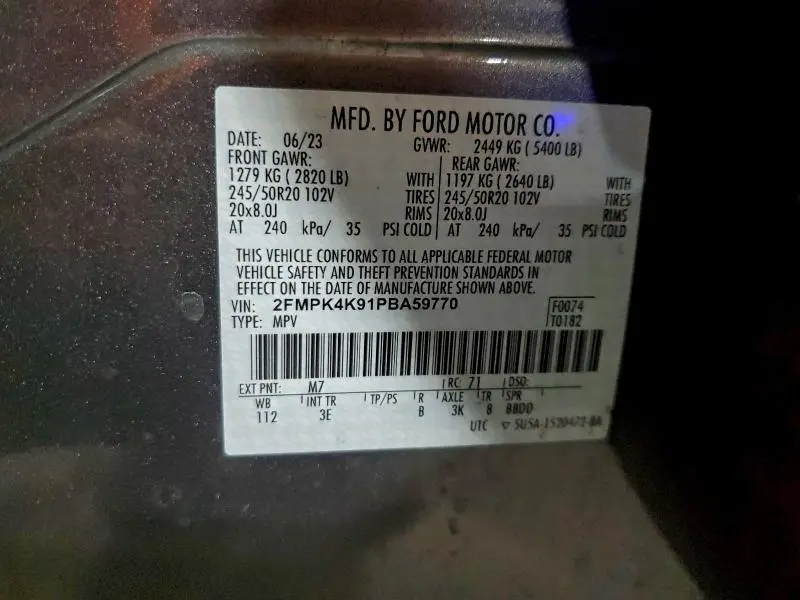 MFD. BY FORD MOTOR CO.
DATE: 06/23 GVWR: 2449 KG ( 5400 LB)
FRONT GAWR: REAR GAWR:
1279 KG ( 2820 LB) WITH 1197 KG ( 2640 LB) WITH
245/50R20 102V TIRES 245/50R20 102V TIRES
20x8.0J RIMS 20x8.0J RIMS
AT 240 kPa/ 35 PSI COLD AT 240 kPa/ 35 PSI COLD
THIS VEHICLE CONFORMS TO ALL APPLICABLE FEDERAL MOTOR
VEHICLE SAFETY AND THEFT PREVENTION STANDARDS IN
EFFECT ON THE DATE OF MANUFACTURE SHOWN ABOVE.
VIN: 2FMPK4K91PBA59770 F0074
TYPE: MPV T0182
EXT PNT: M7 RC: 71 DSO:
WB INT TR TP/PS R AXLE TR SPR
112 3E B 3K 8 BBDD
UTC